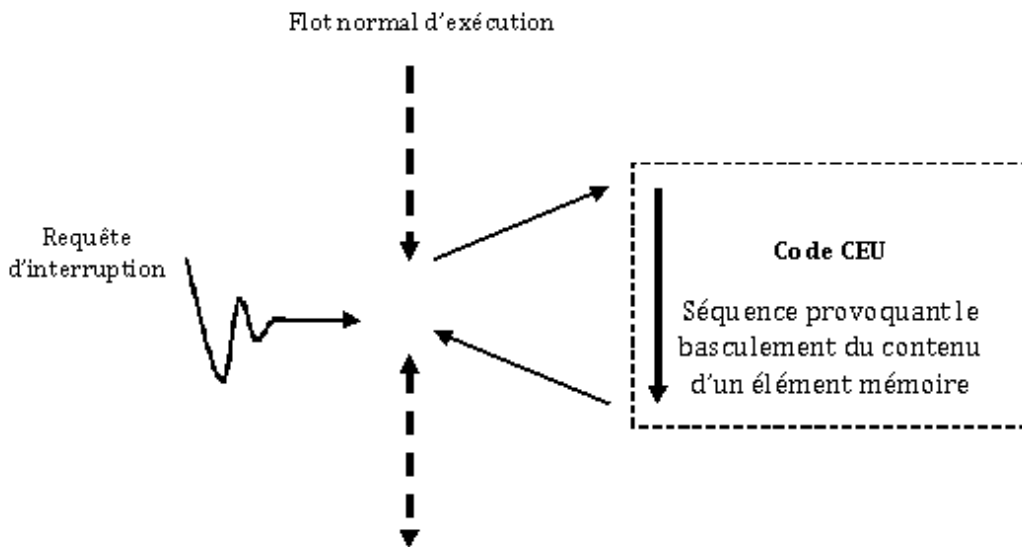 Flot normal d'exécution
Requête
d'interruption
Code CEU
Séquence provoquant le
basculement du contenu
d'un élément mémoire